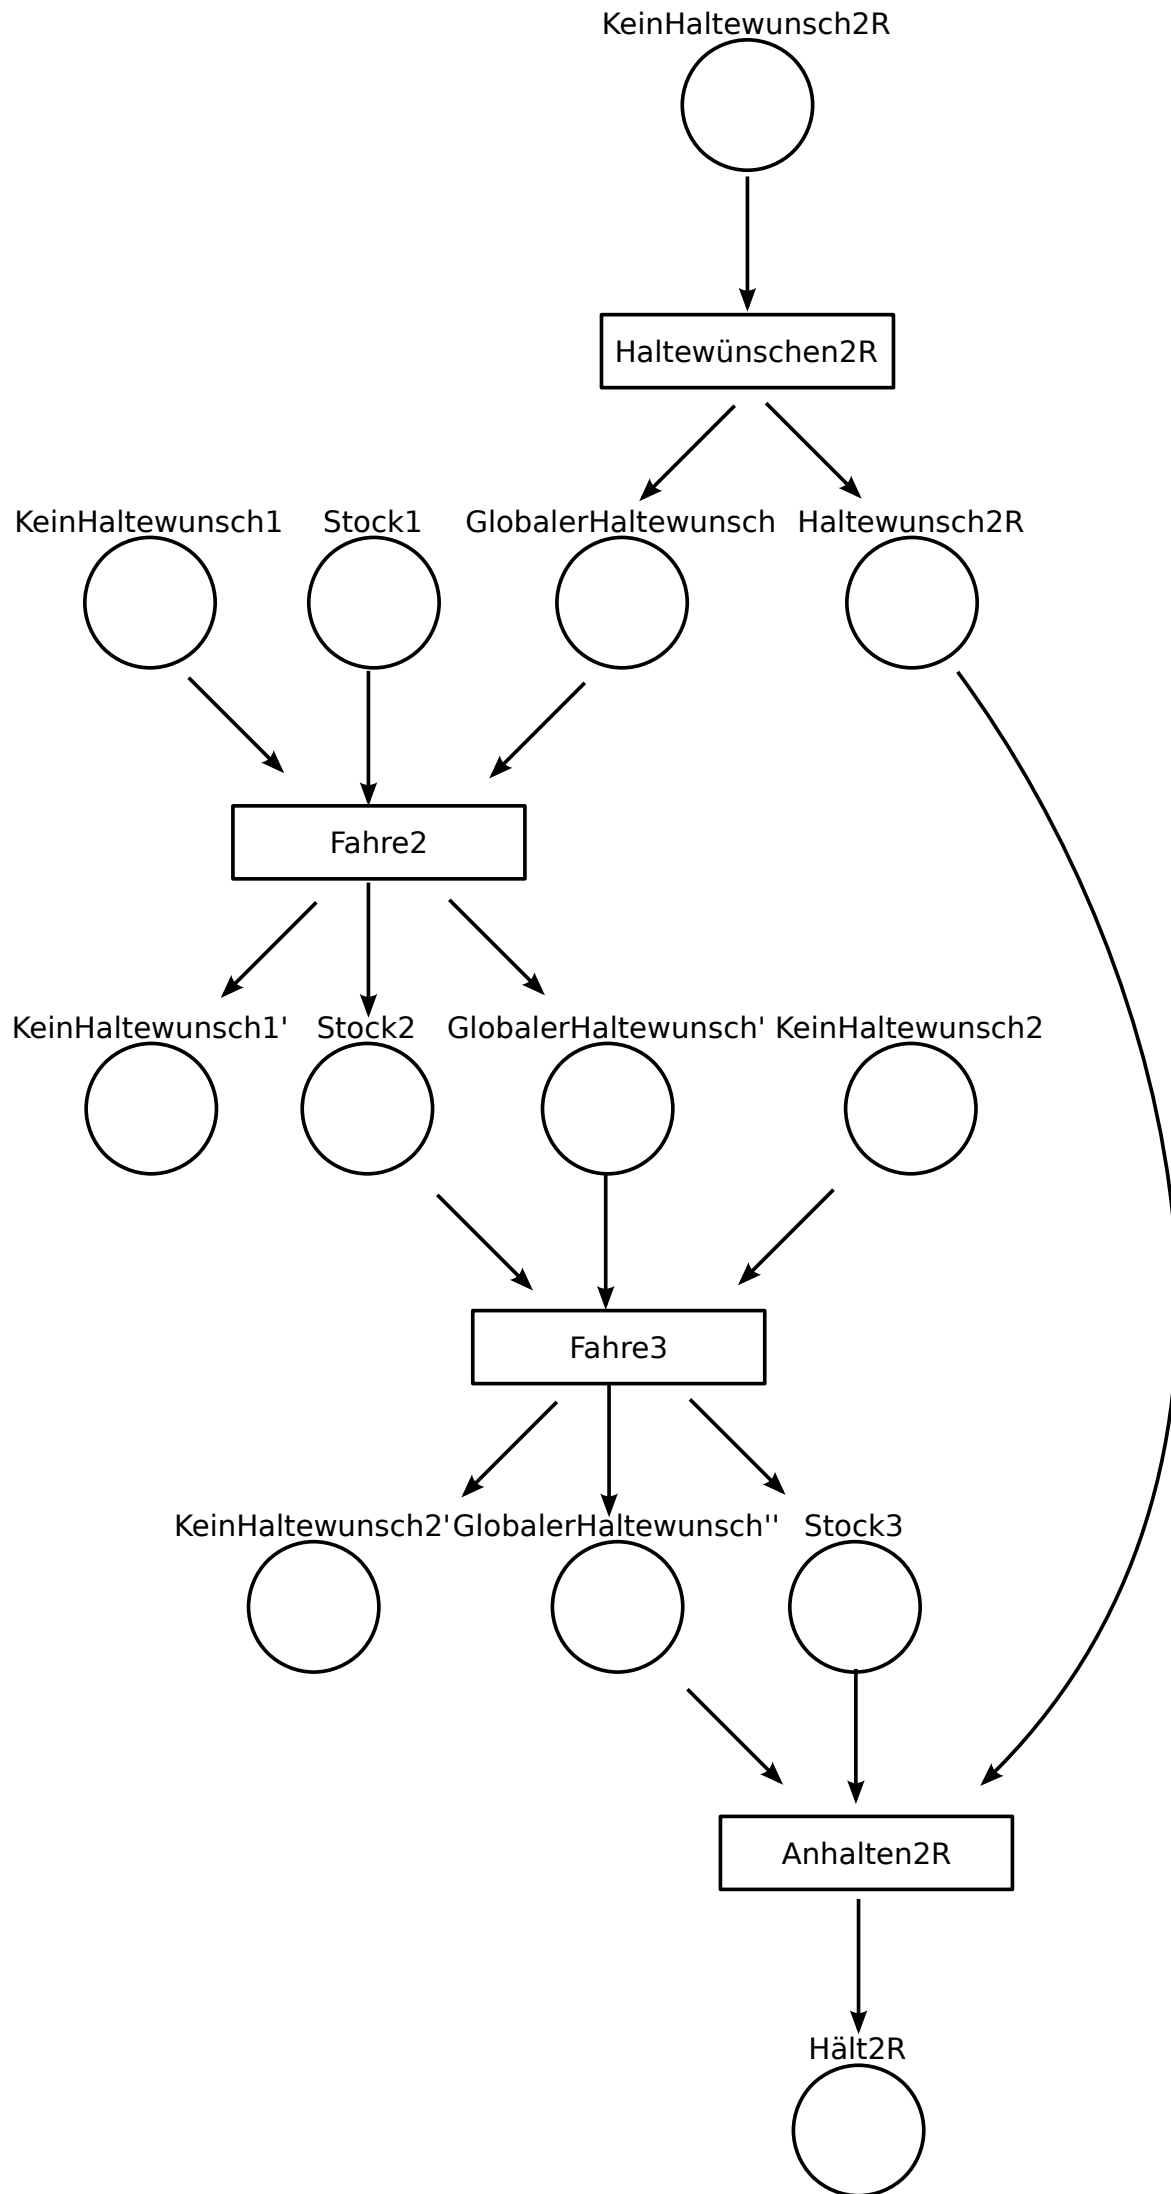 KeinHaltewunsch2R
Haltewünschen2R
KeinHaltewunsch1
Stock1
GlobalerHaltewunsch
Haltewunsch2R
Fahre2
KeinHaltewunsch1'
Stock2
GlobalerHaltewunsch'
KeinHaltewunsch2
Fahre3
KeinHaltewunsch2'
GlobalerHaltewunsch''
Stock3
Anhalten2R
Hält2R